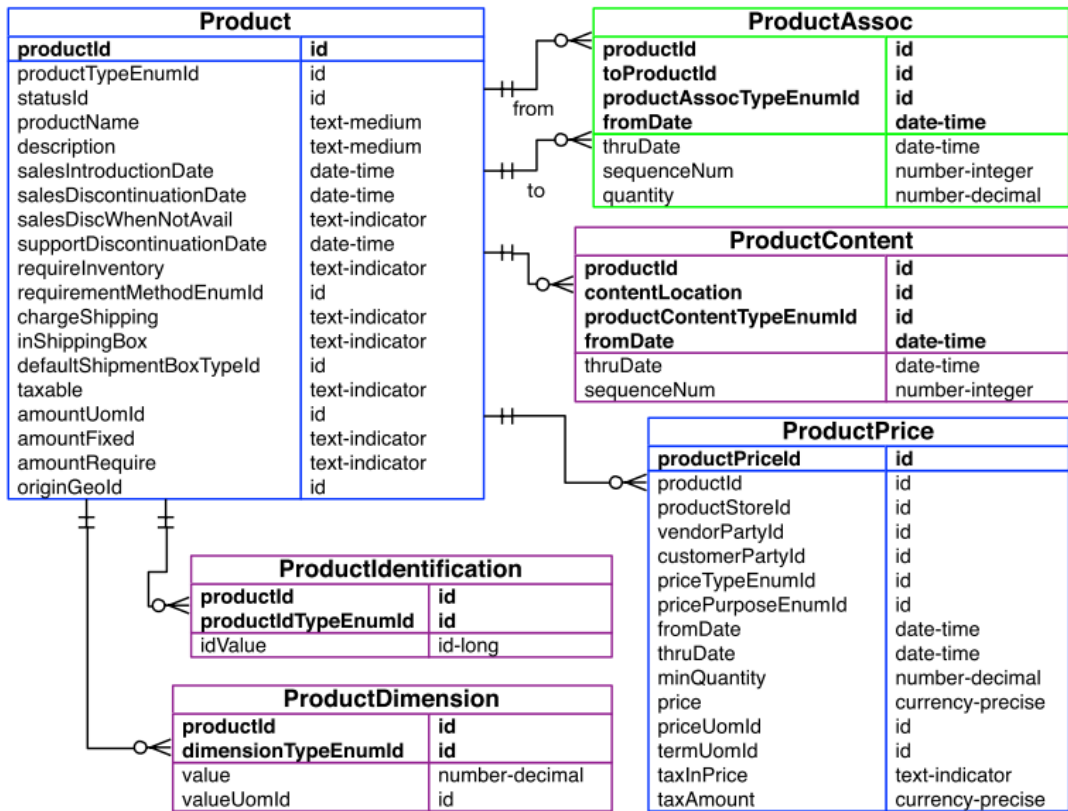 Product
productId id
productTypeEnumId id
statusId id
productName text-medium
description text-medium
salesIntroductionDate date-time
salesDiscontinuationDate date-time
salesDiscWhenNotAvail text-indicator
supportDiscontinuationDate date-time
requireInventory text-indicator
requirementMethodEnumId id
chargeShipping text-indicator
inShippingBox text-indicator
defaultShipmentBoxTypeId id
taxable text-indicator
amountUomId id
amountFixed text-indicator
amountRequire text-indicator
originGeoId id
from
to
ProductAssoc
productId id
toProductId id
productAssocTypeEnumId id
fromDate date-time
thruDate date-time
sequenceNum number-integer
quantity number-decimal
ProductContent
productId id
contentLocation id
productContentTypeEnumId id
fromDate date-time
thruDate date-time
sequenceNum number-integer
ProductPrice
productPriceId id
productId id
productStoreId id
vendorPartyId id
customerPartyId id
priceTypeEnumId id
pricePurposeEnumId id
fromDate date-time
thruDate date-time
minQuantity number-decimal
price currency-precise
priceUomId id
termUomId id
taxInPrice text-indicator
taxAmount currency-precise
ProductIdentification
productId id
productIdTypeEnumId id
idValue id-long
ProductDimension
productId id
dimensionTypeEnumId id
value number-decimal
valueUomId id